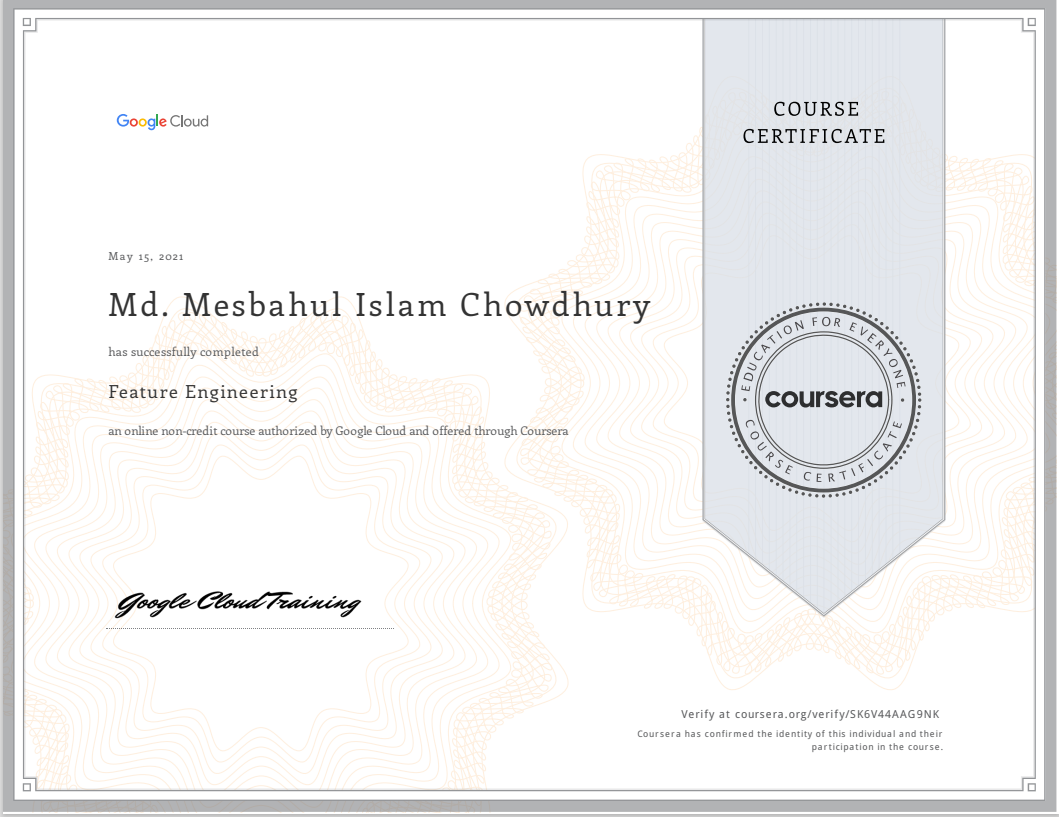 Google Cloud
COURSE
CERTIFICATE
May 15, 2021
Md. Mesbahul Islam Chowdhury
has successfully completed
Feature Engineering
an online non-credit course authorized by Google Cloud and offered through Coursera
EDUCATION FOR EVERYONE
coursera
COURSE CERTIFICATE
Google Cloud Training
Verify at coursera.org/verify/SK6V44AAG9NK
Coursera has confirmed the identity of this individual and their
participation in the course.